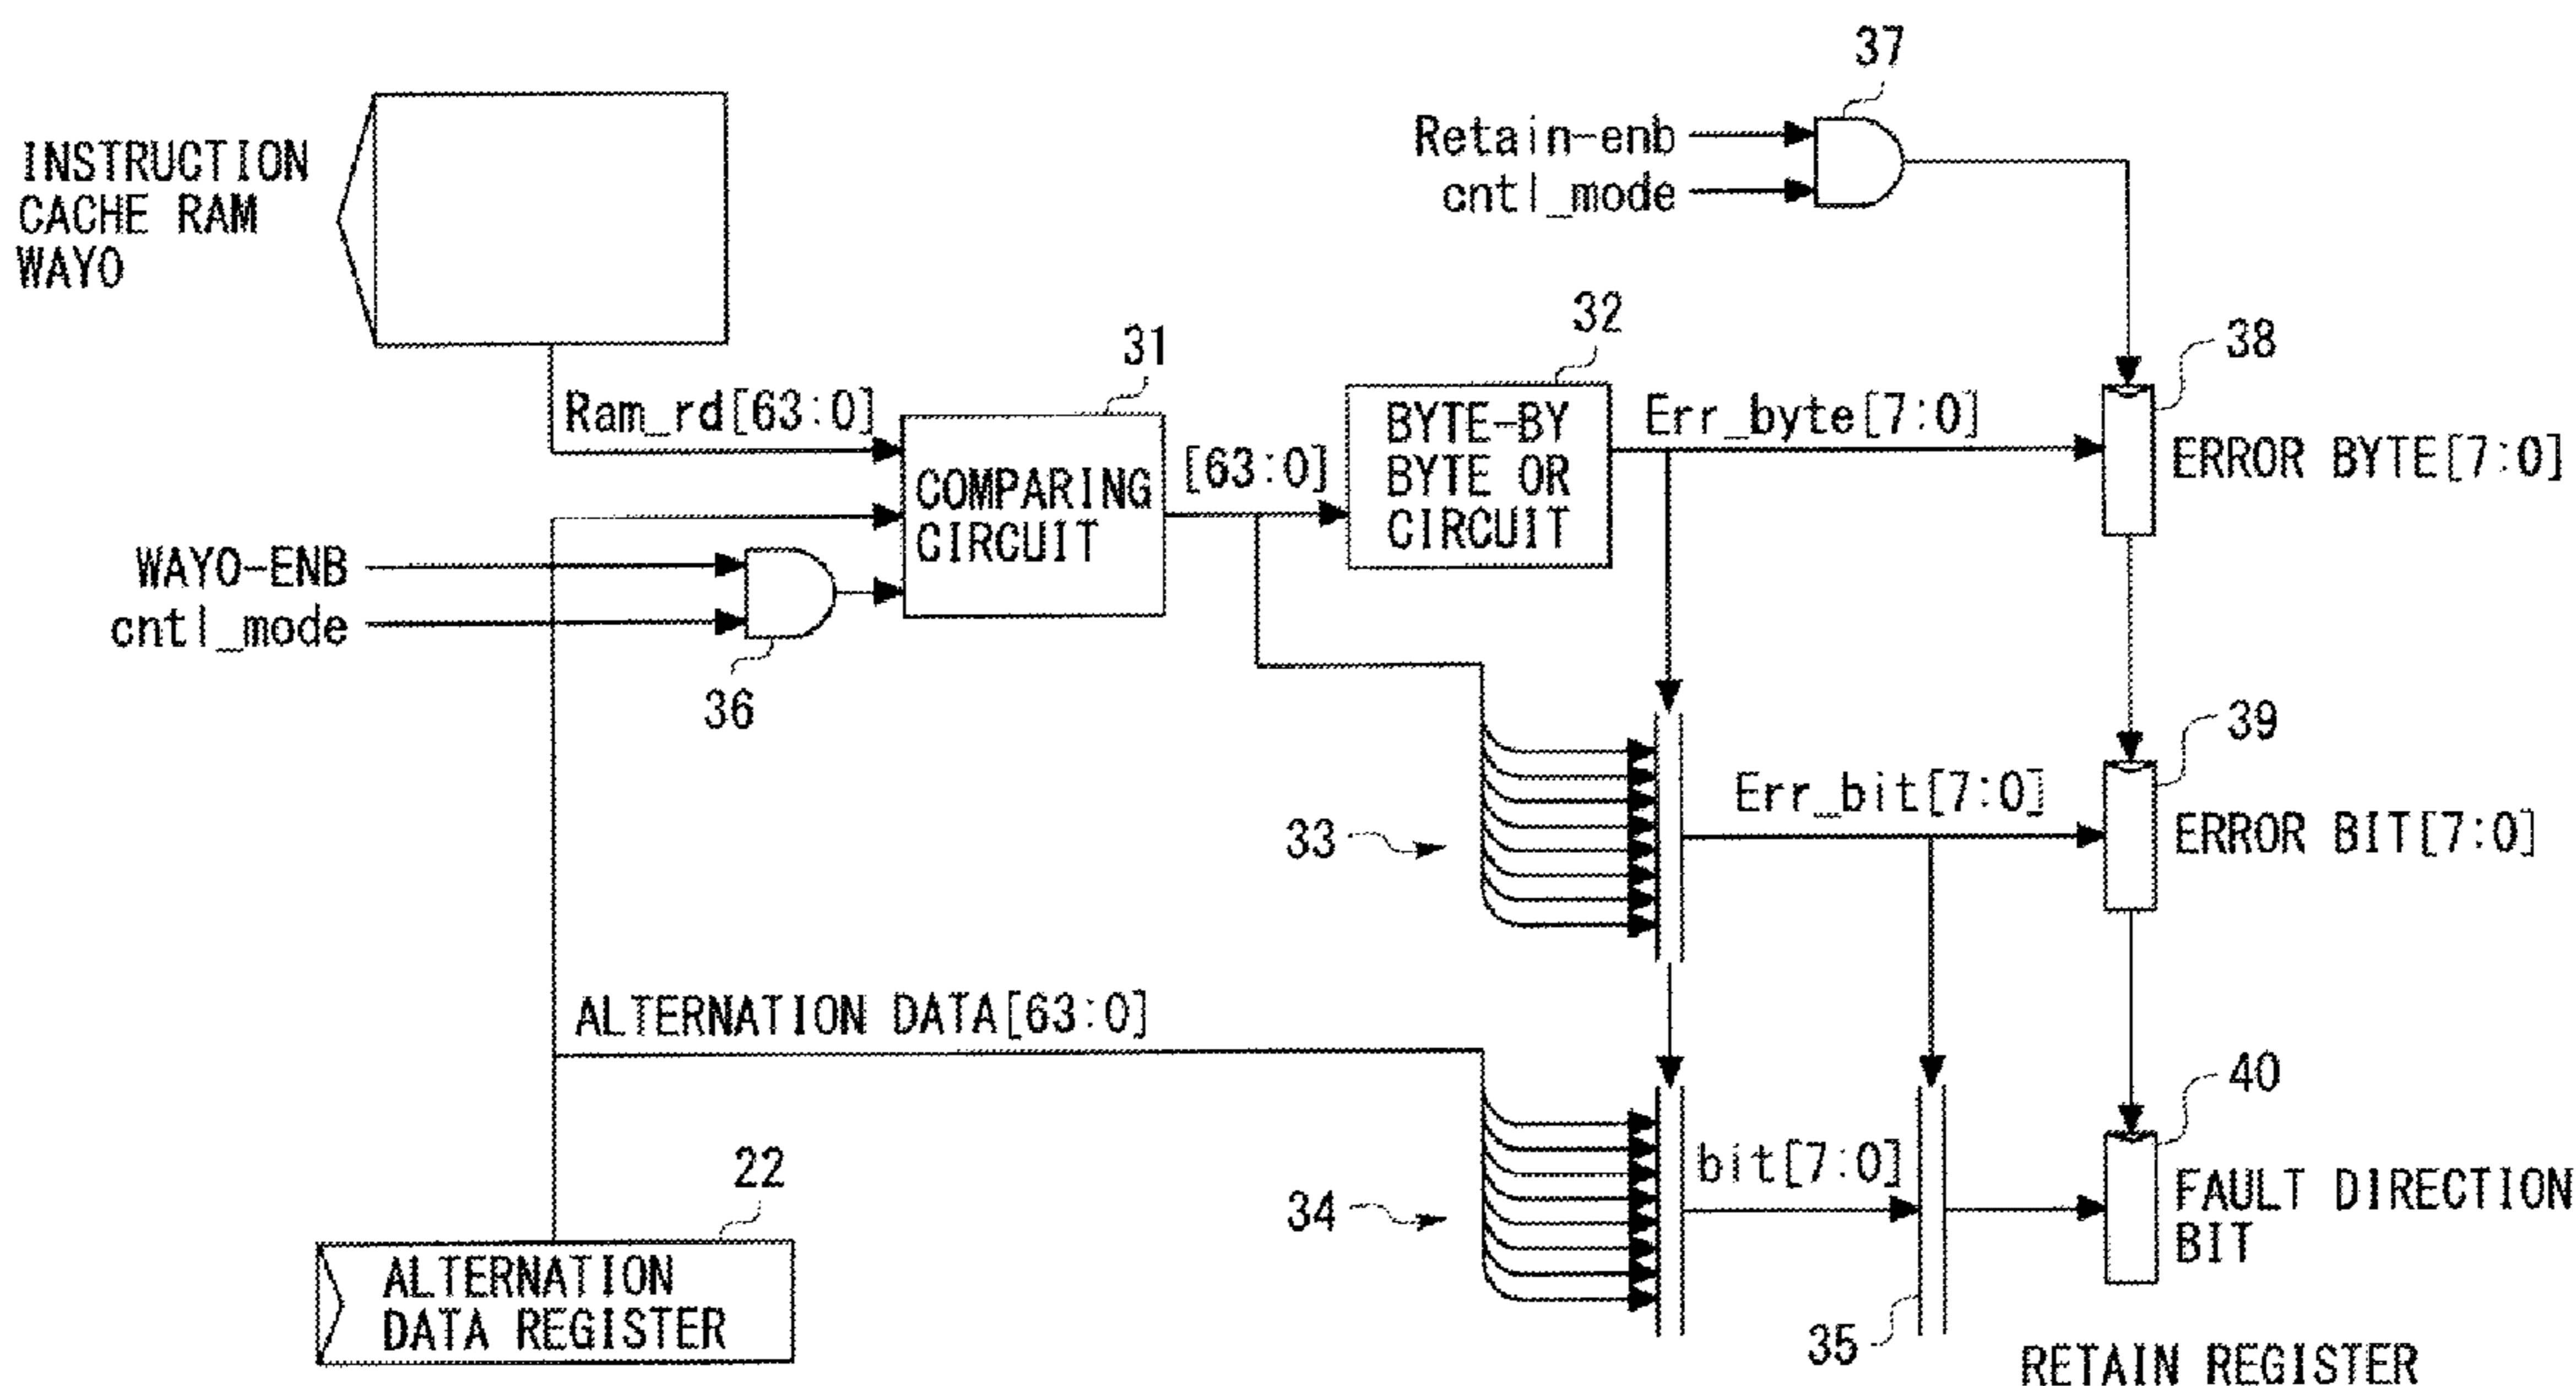 37
Retain-enb
cntl_mode
INSTRUCTION
CACHE RAM
WAYO
38
31
32
Ram_rd[63:0]
COMPARING
CIRCUIT
[63:0]
BYTE-BY
BYTE OR
CIRCUIT
Err_byte[7:0]
ERROR BYTE[7:0]
WAYO-ENB
cntl_mode
36
39
33
Err_bit[7:0]
ERROR BIT[7:0]
ALTERNATION DATA[63:0]
40
22
34
bit[7:0]
FAULT DIRECTION
BIT
ALTERNATION
DATA REGISTER
35
RETAIN REGISTER